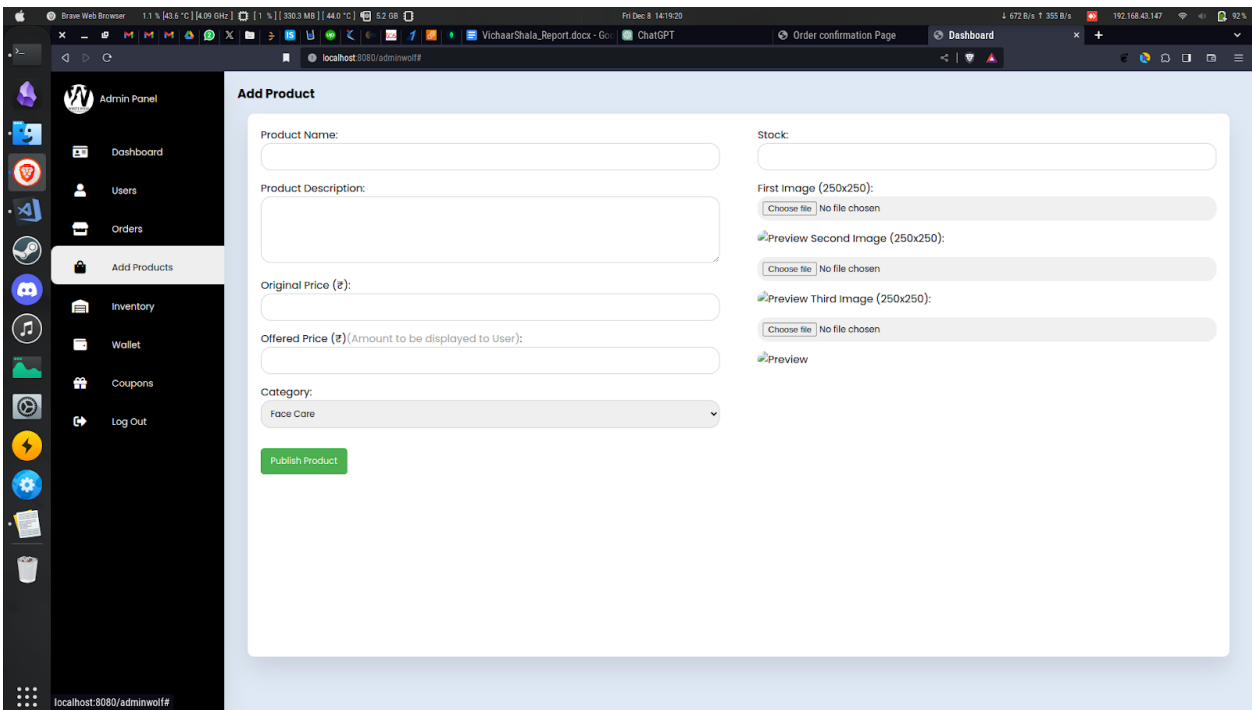 Brave Web Browser 1.1 % [43.6 °C ] [4.09 GHz ] [ 1 % ] [ 330.3 MB ] [ 44.0 °C ] 5.2 GB Fri Dec 8 14:19:20 ↓ 672 B/s ↑ 355 B/s 192.168.43.147 92%
VichaarShala_Report.docx - Goo ChatGPT Order confirmation Page Dashboard
localhost:8080/adminwolf#
Admin Panel
Dashboard
Users
Orders
Add Products
Inventory
Wallet
Coupons
Log Out
Add Product
Product Name:
Product Description:
Original Price (₹):
Offered Price (₹)(Amount to be displayed to User):
Category:
Face Care
Publish Product
Stock:
First Image (250x250):
Choose file No file chosen
Preview Second Image (250x250):
Choose file No file chosen
Preview Third Image (250x250):
Choose file No file chosen
Preview
localhost:8080/adminwolf#